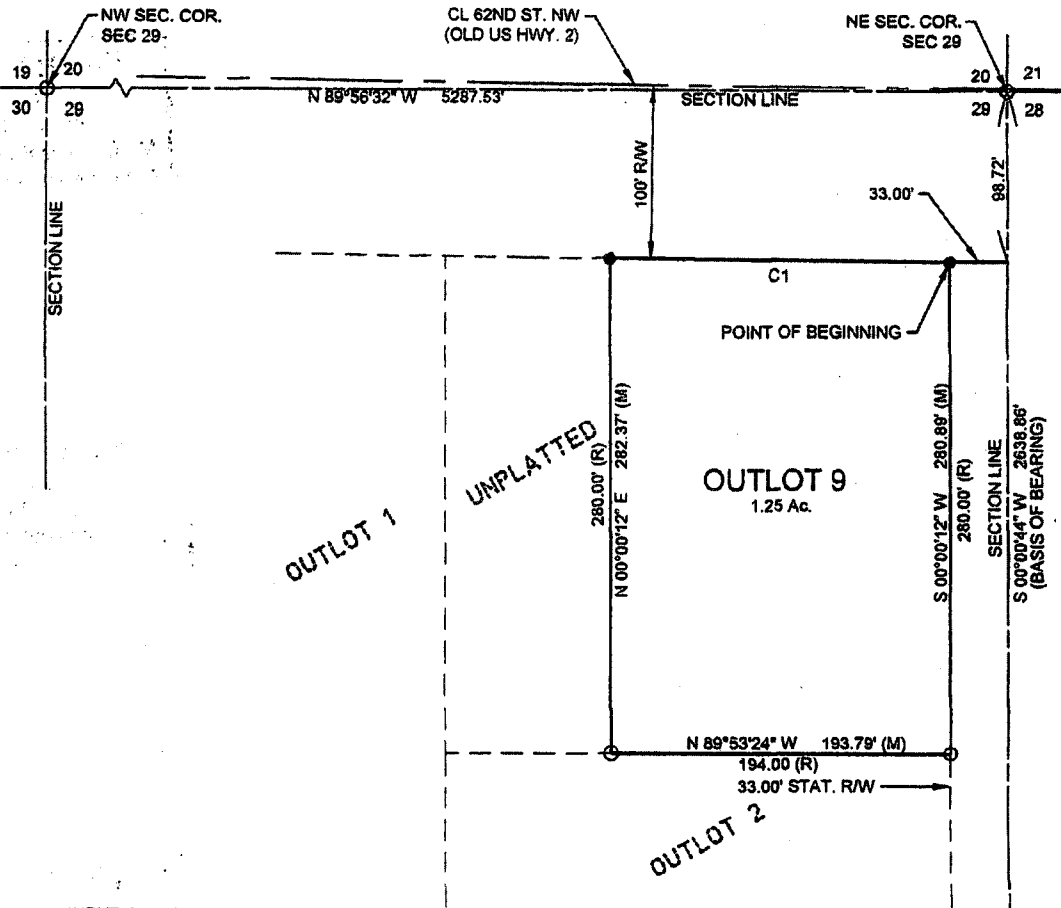 NW SEC. COR.
SEC 29
CL 62ND ST. NW
(OLD US HWY. 2)
NE SEC. COR.
SEC 29
19 20
30 29
20 21
29 28
N 89°56'32" W 5287.53'
SECTION LINE
100' R/W
98.72'
33.00'
SECTION LINE
C1
POINT OF BEGINNING
UNPLATTED
OUTLOT 1
280.00' (R)
N 00°00'12" E 282.37' (M)
OUTLOT 9
1.25 Ac.
S 00°00'12" W 280.89' (M)
280.00' (R)
SECTION LINE
S 00°00'44" W 2638.86'
(BASIS OF BEARING)
N 89°53'24" W 193.79' (M)
194.00 (R)
33.00' STAT. R/W
OUTLOT 2